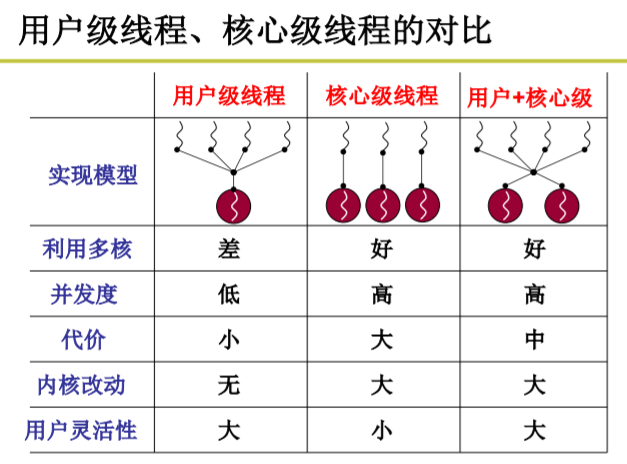 用户级线程、核心级线程的对比
用户级线程 核心级线程 用户+核心级
实现模型
利用多核 差 好 好
并发度 低 高 高
代价 小 大 中
内核改动 无 大 大
用户灵活性 大 小 大